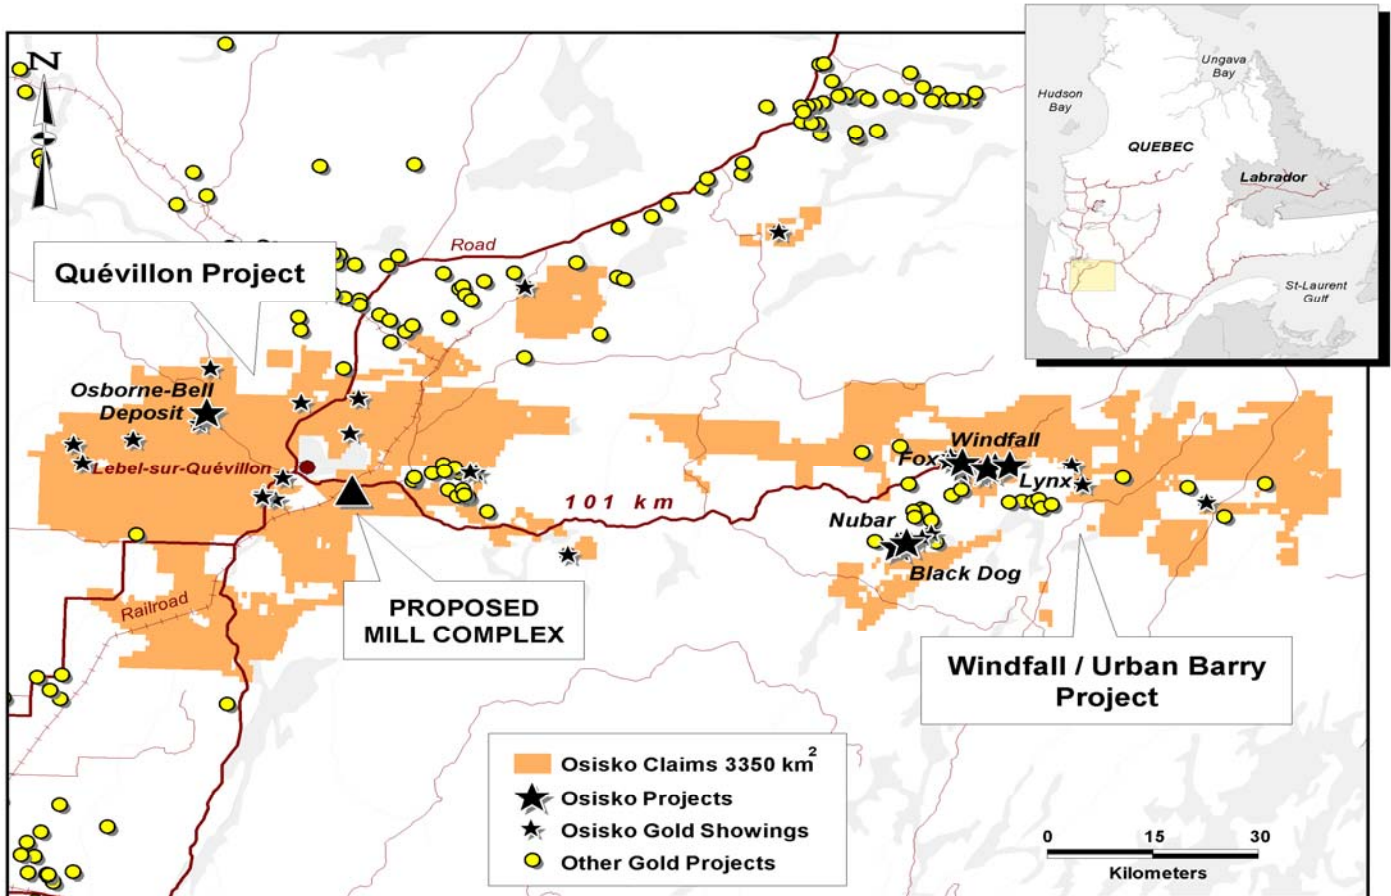 N
Hudson
Bay
Ungava
Bay
QUEBEC
Labrador
St-Laurent
Gulf
Road
Quévillon Project
Osborne-Bell
Deposit
Lebel-sur-Quévillon
101 km
Windfall
Fox
Lynx
Nubar
Black Dog
Railroad
PROPOSED
MILL COMPLEX
Windfall / Urban Barry
Project
Osisko Claims 3350 km²
Osisko Projects
Osisko Gold Showings
Other Gold Projects
0 15 30
Kilometers